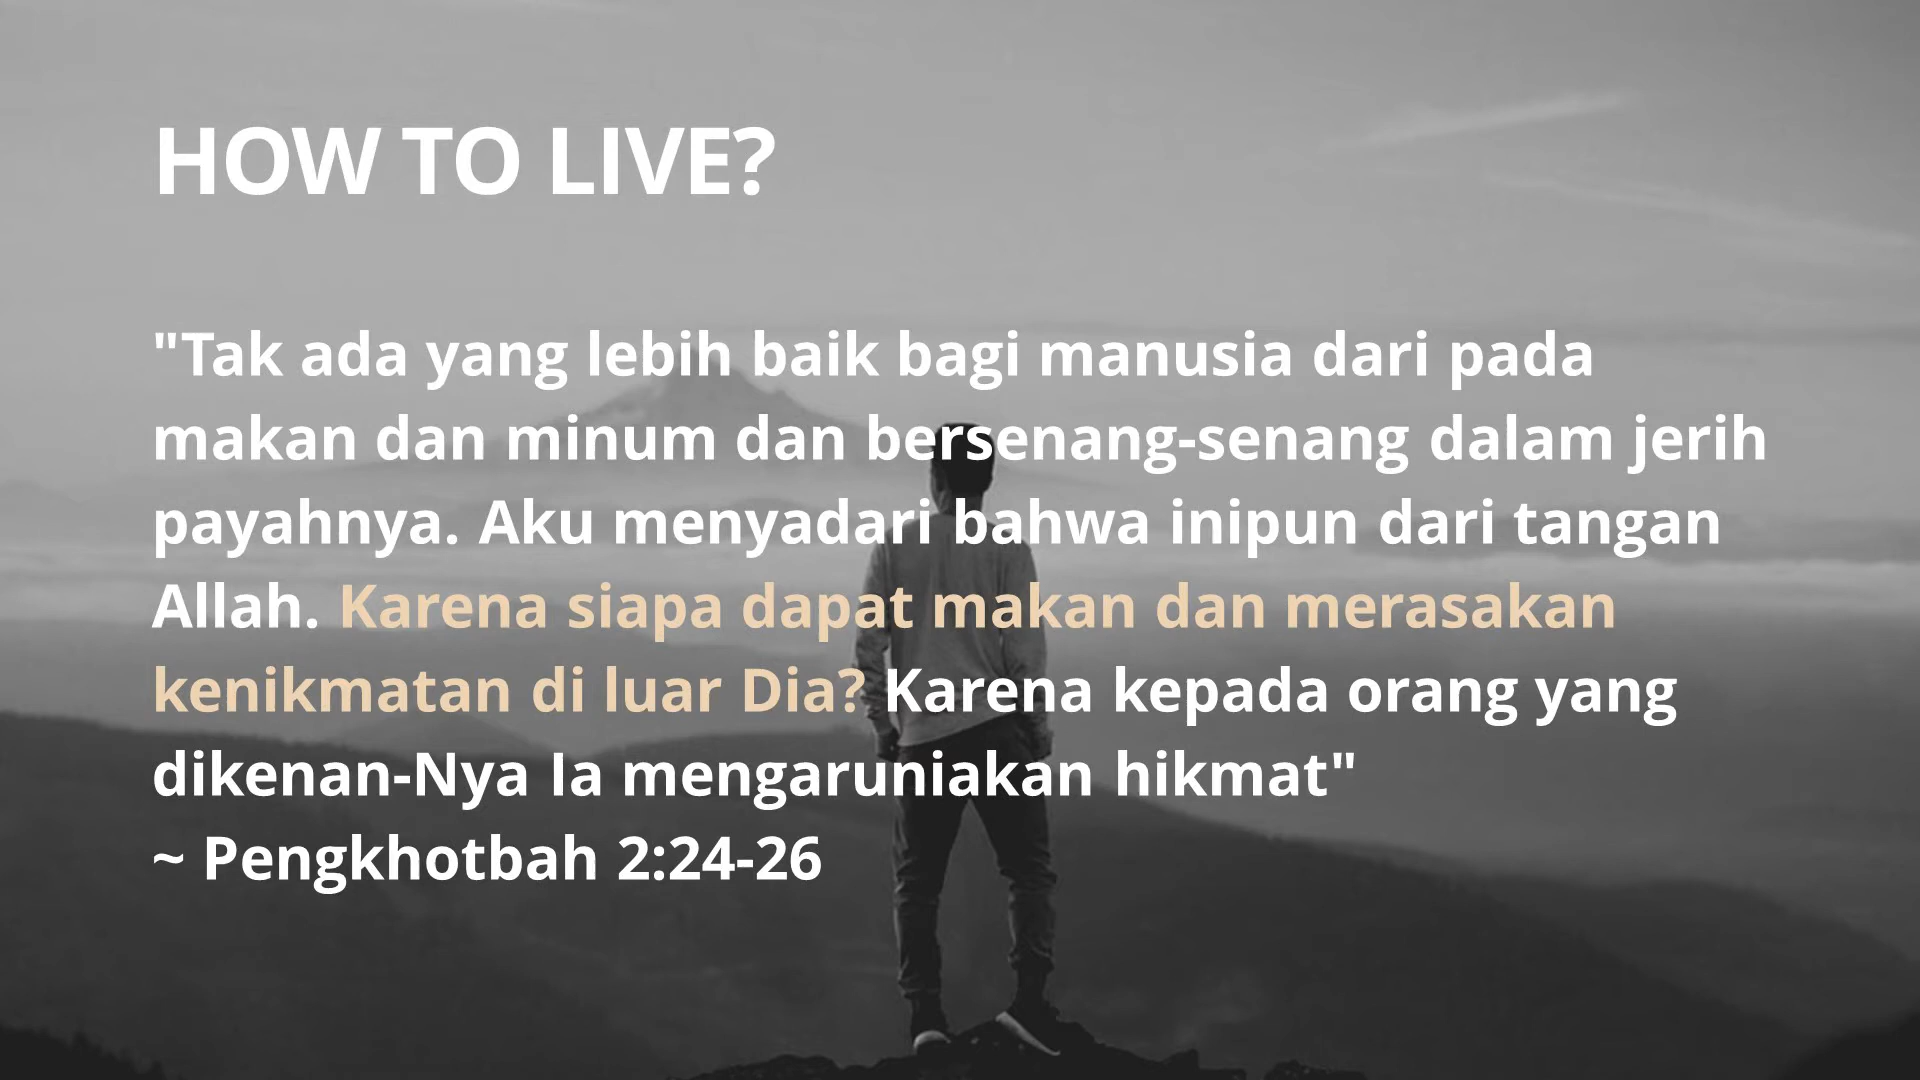 HOW TO LIVE?
"Tak ada yang lebih baik bagi manusia dari pada
makan dan minum dan bersenang-senang dalam jerih
payahnya. Aku menyadari bahwa inipun dari tangan
Allah. Karena siapa dapat makan dan merasakan
kenikmatan di luar Dia? Karena kepada orang yang
dikenan-Nya Ia mengaruniakan hikmat"
~ Pengkhotbah 2:24-26